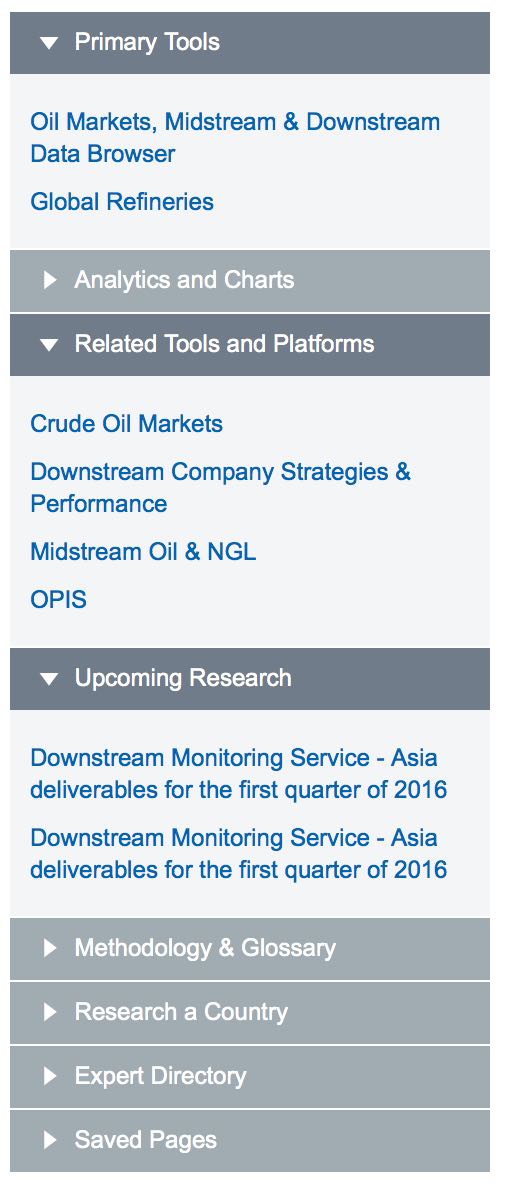 Primary Tools
Oil Markets, Midstream & Downstream
Data Browser
Global Refineries
Analytics and Charts
Related Tools and Platforms
Crude Oil Markets
Downstream Company Strategies &
Performance
Midstream Oil & NGL
OPIS
Upcoming Research
Downstream Monitoring Service - Asia
deliverables for the first quarter of 2016
Downstream Monitoring Service - Asia
deliverables for the first quarter of 2016
Methodology & Glossary
Research a Country
Expert Directory
Saved Pages